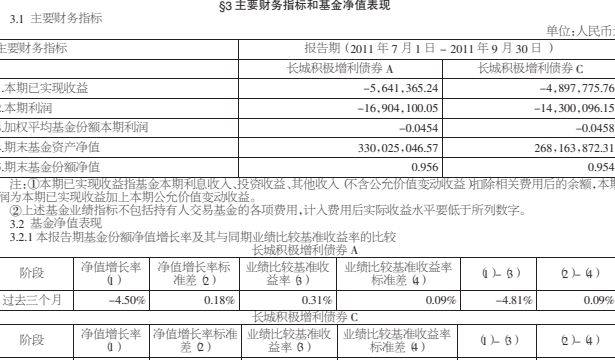 §3 主要财务指标和基金净值表现
3.1 主要财务指标
单位:人民币元
主要财务指标 报告期 (2011 年 7 月 1 日 - 2011 年 9 月 30 日 )
长城积极增利债券 A 长城积极增利债券 C
.本期已实现收益 -5,641,365.24 -4,897,775.76
.本期利润 -16,904,100.05 -14,300,096.15
.加权平均基金份额本期利润 -0.0454 -0.0458
.期末基金资产净值 330,025,046.57 268,163,872.31
.期末基金份额净值 0.956 0.954
注:①本期已实现收益指基金本期利息收入、投资收益、其他收入 (不含公允价值变动收益 )扣除相关费用后的余额,本期
润为本期已实现收益加上本期公允价值变动收益。
②上述基金业绩指标不包括持有人交易基金的各项费用,计入费用后实际收益水平要低于所列数字。
3.2 基金净值表现
3.2.1 本报告期基金份额净值增长率及其与同期业绩比较基准收益率的比较
长城积极增利债券 A
阶段 净值增长率 (1 ) 净值增长率标准差 (2 ) 业绩比较基准收益率 (3 ) 业绩比较基准收益率标准差 (4 ) (1 )- (3 ) (2 )- (4 )
过去三个月 -4.50% 0.18% 0.31% 0.09% -4.81% 0.09%
长城积极增利债券 C
阶段 净值增长率 (1 ) 净值增长率标准差 (2 ) 业绩比较基准收益率 (3 ) 业绩比较基准收益率标准差 (4 ) (1 )- (3 ) (2 )- (4 )